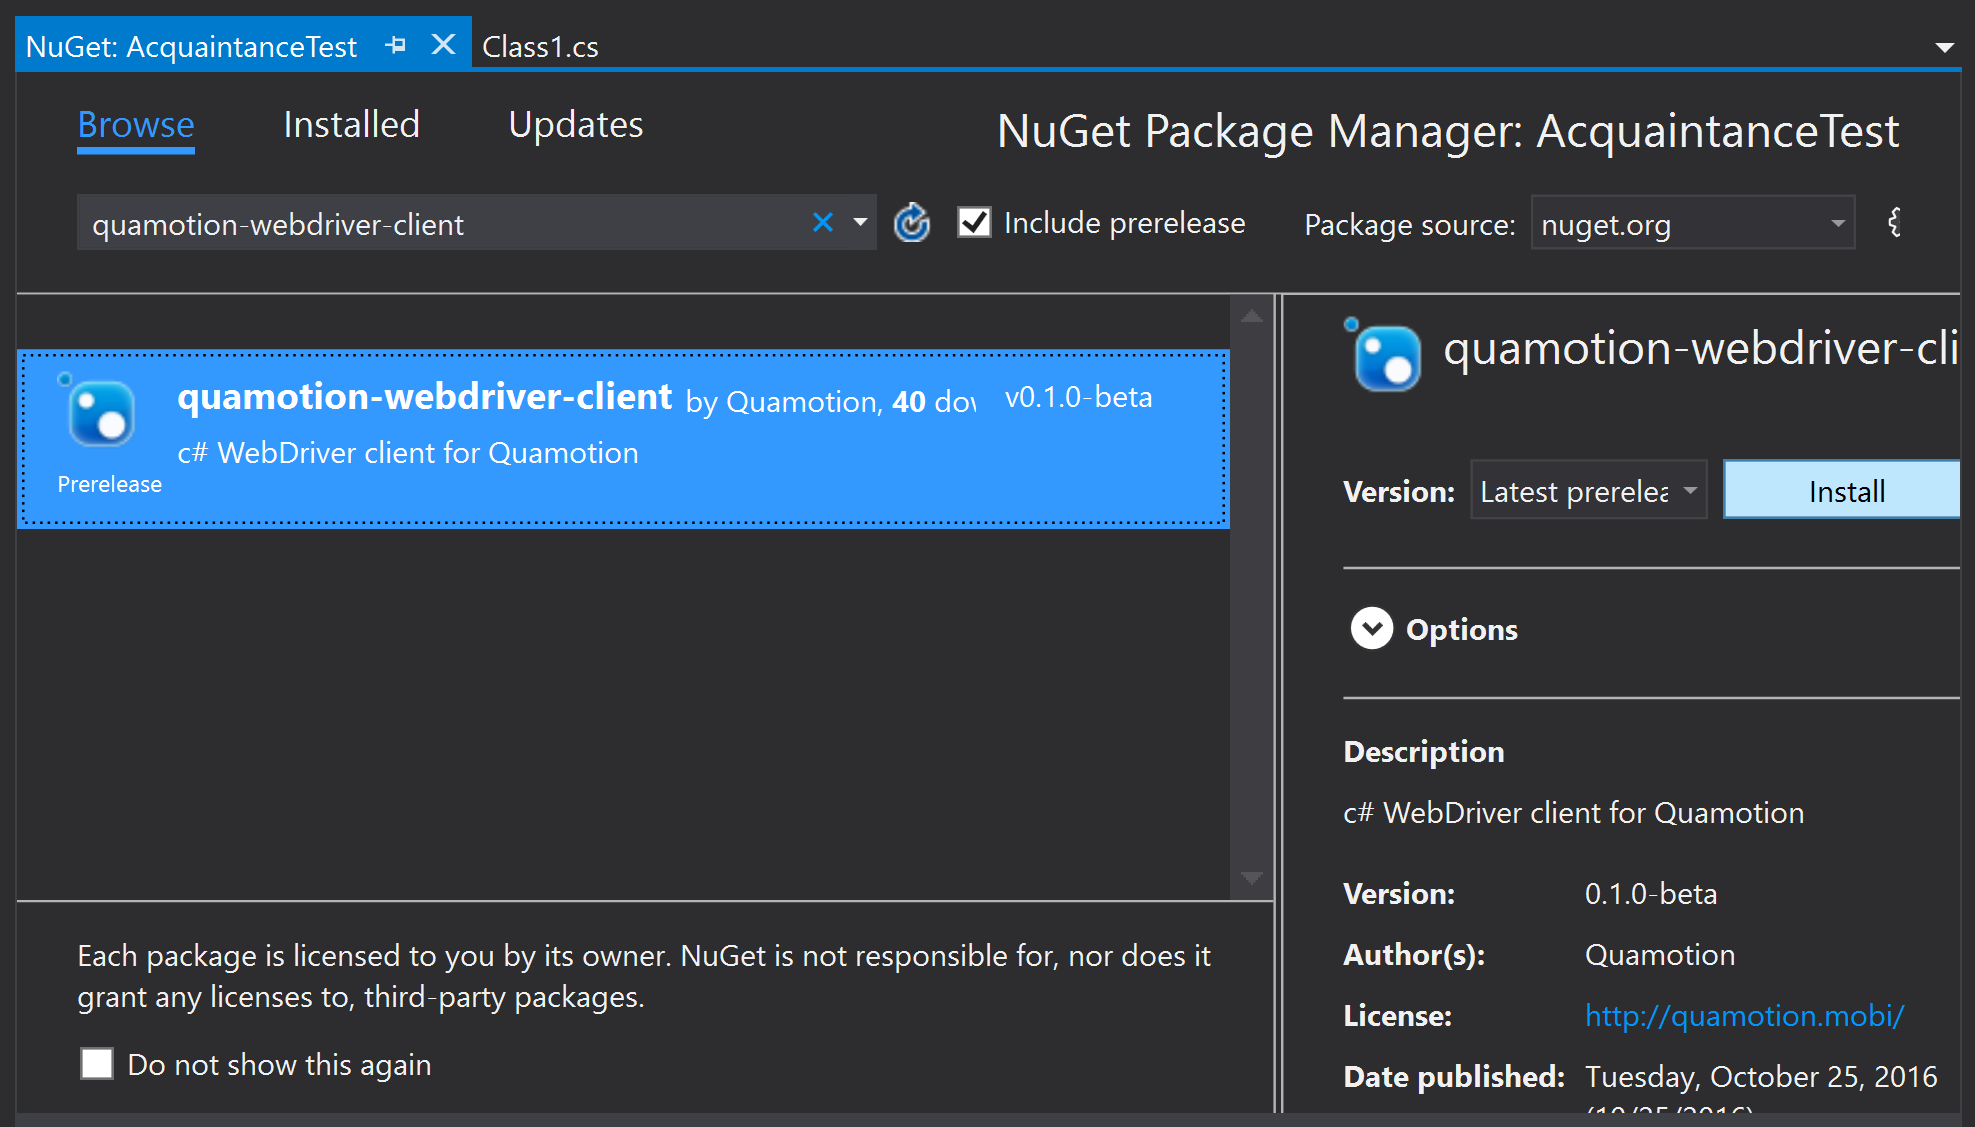 NuGet: AcquaintanceTest
Class1.cs
Browse Installed Updates
NuGet Package Manager: AcquaintanceTest
quamotion-webdriver-client
Include prerelease
Package source: nuget.org
quamotion-webdriver-client by Quamotion, 40 dov v0.1.0-beta
c# WebDriver client for Quamotion
Prerelease
Each package is licensed to you by its owner. NuGet is not responsible for, nor does it
grant any licenses to, third-party packages.
Do not show this again
quamotion-webdriver-cli
Version: Latest prerelea Install
Options
Description
c# WebDriver client for Quamotion
Version: 0.1.0-beta
Author(s): Quamotion
License: http://quamotion.mobi/
Date published: Tuesday, October 25, 2016
(10/25/2016)